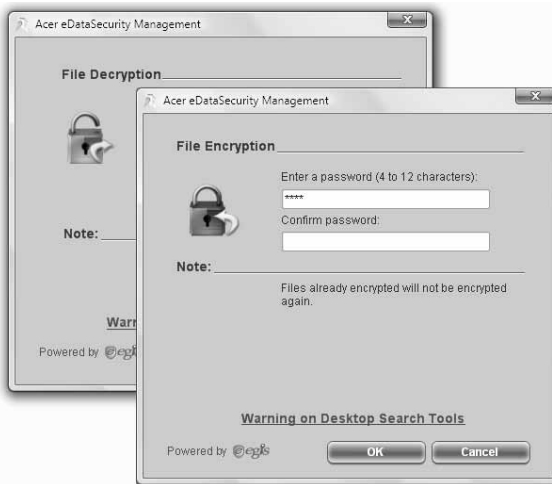 Acer eDataSecurity Management
File Decryption
Note:
Powered by egis
Acer eDataSecurity Management
File Encryption
Enter a password (4 to 12 characters):
****
Confirm password:
Note:
Files already encrypted will not be encrypted
again.
Warning on Desktop Search Tools
Powered by egis
OK
Cancel